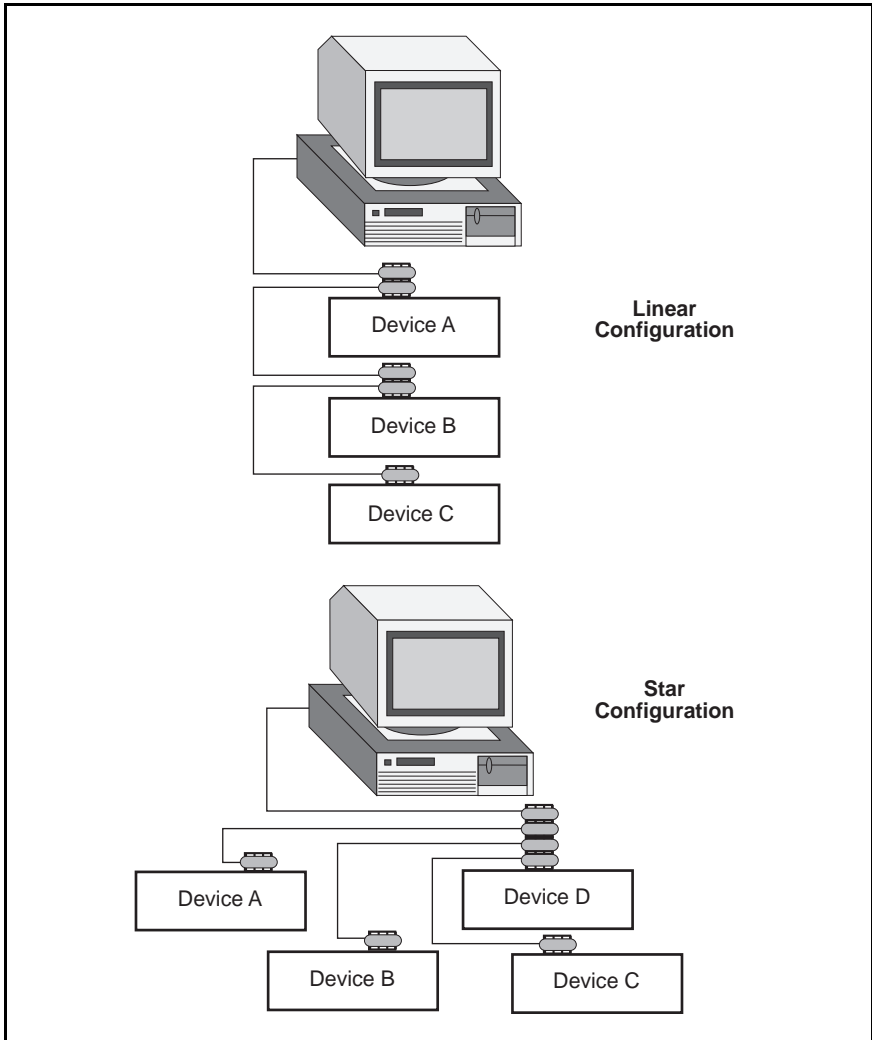 Linear
Configuration
Device A
Device B
Device C
Star
Configuration
Device A
Device D
Device B
Device C